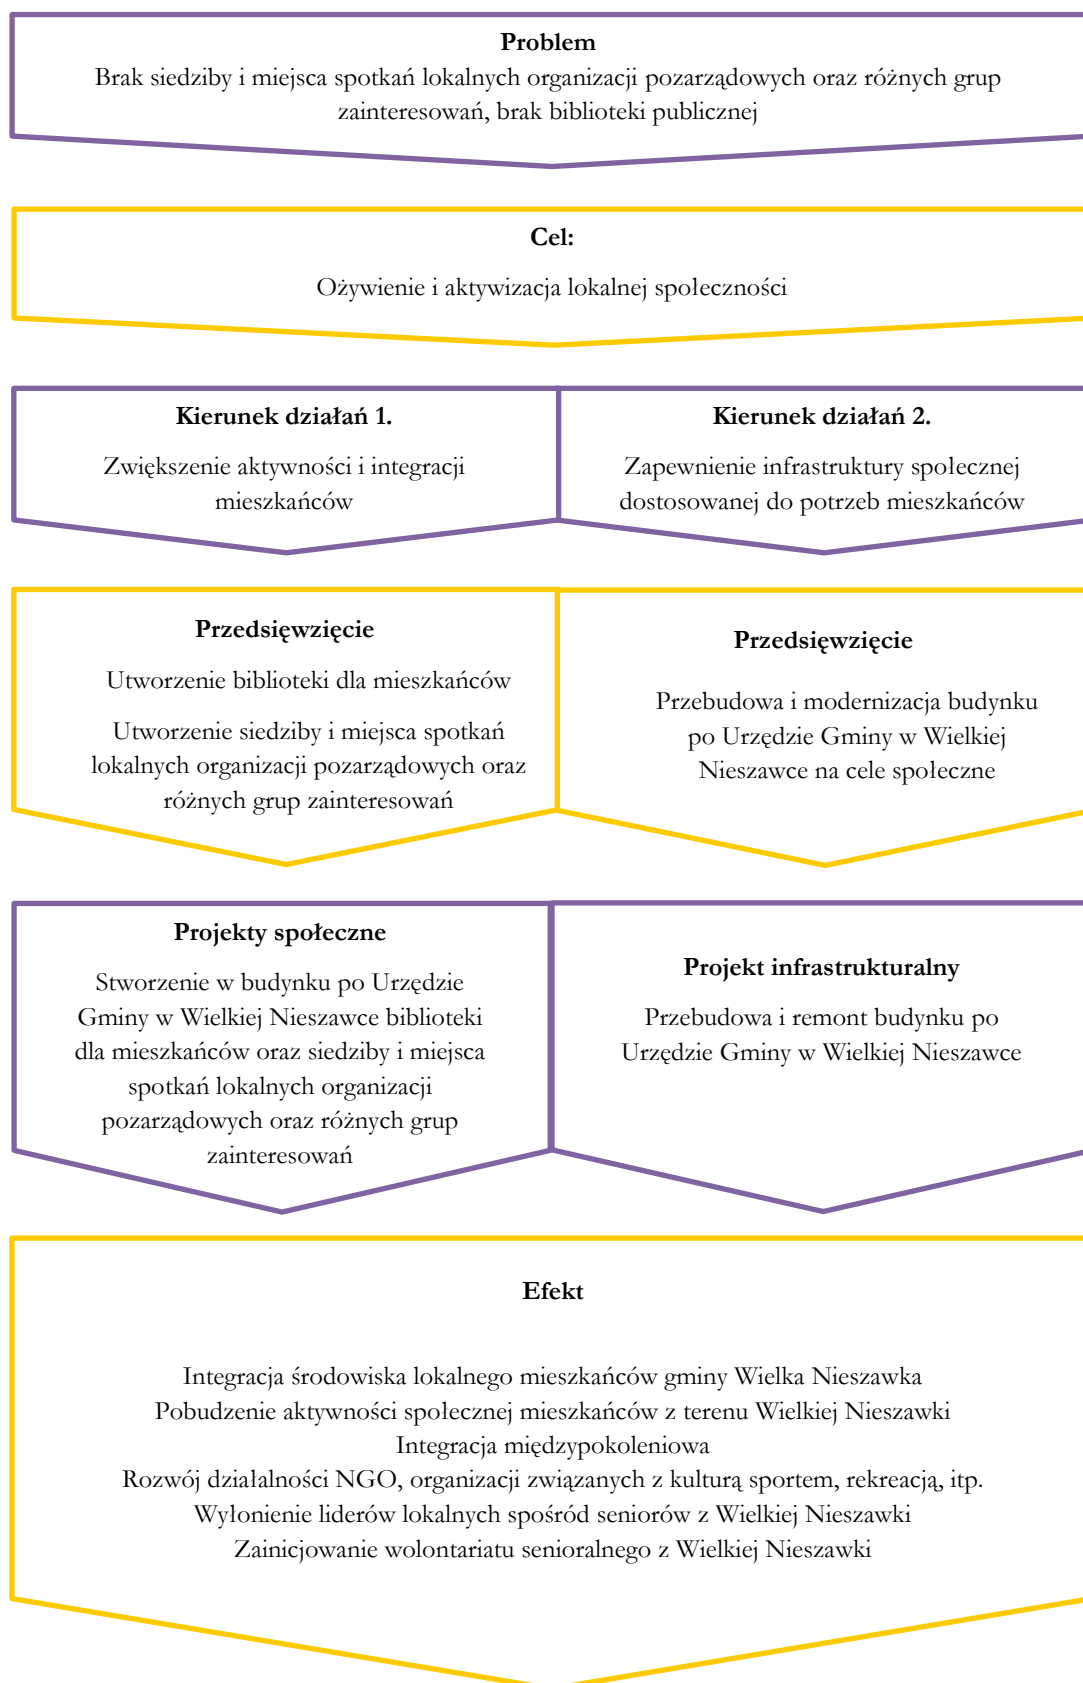 Problem
Brak siedziby i miejsca spotkań lokalnych organizacji pozarządowych oraz różnych grup
zainteresowań, brak biblioteki publicznej
Cel:
Ożywienie i aktywizacja lokalnej społeczności
Kierunek działań 1.
Zwiększenie aktywności i integracji
mieszkańców
Kierunek działań 2.
Zapewnienie infrastruktury społecznej
dostosowanej do potrzeb mieszkańców
Przedsięwzięcie
Utworzenie biblioteki dla mieszkańców
Utworzenie siedziby i miejsca spotkań
lokalnych organizacji pozarządowych oraz
różnych grup zainteresowań
Przedsięwzięcie
Przebudowa i modernizacja budynku
po Urzędzie Gminy w Wielkiej
Nieszawce na cele społeczne
Projekty społeczne
Stworzenie w budynku po Urzędzie
Gminy w Wielkiej Nieszawce biblioteki
dla mieszkańców oraz siedziby i miejsca
spotkań lokalnych organizacji
pozarządowych oraz różnych grup
zainteresowań
Projekt infrastrukturalny
Przebudowa i remont budynku po
Urzędzie Gminy w Wielkiej Nieszawce
Efekt
Integracja środowiska lokalnego mieszkańców gminy Wielka Nieszawka
Pobudzenie aktywności społecznej mieszkańców z terenu Wielkiej Nieszawki
Integracja międzypokoleniowa
Rozwój działalności NGO, organizacji związanych z kulturą sportem, rekreacją, itp.
Wyłonienie liderów lokalnych spośród seniorów z Wielkiej Nieszawki
Zainicjowanie wolontariatu senioralnego z Wielkiej Nieszawki